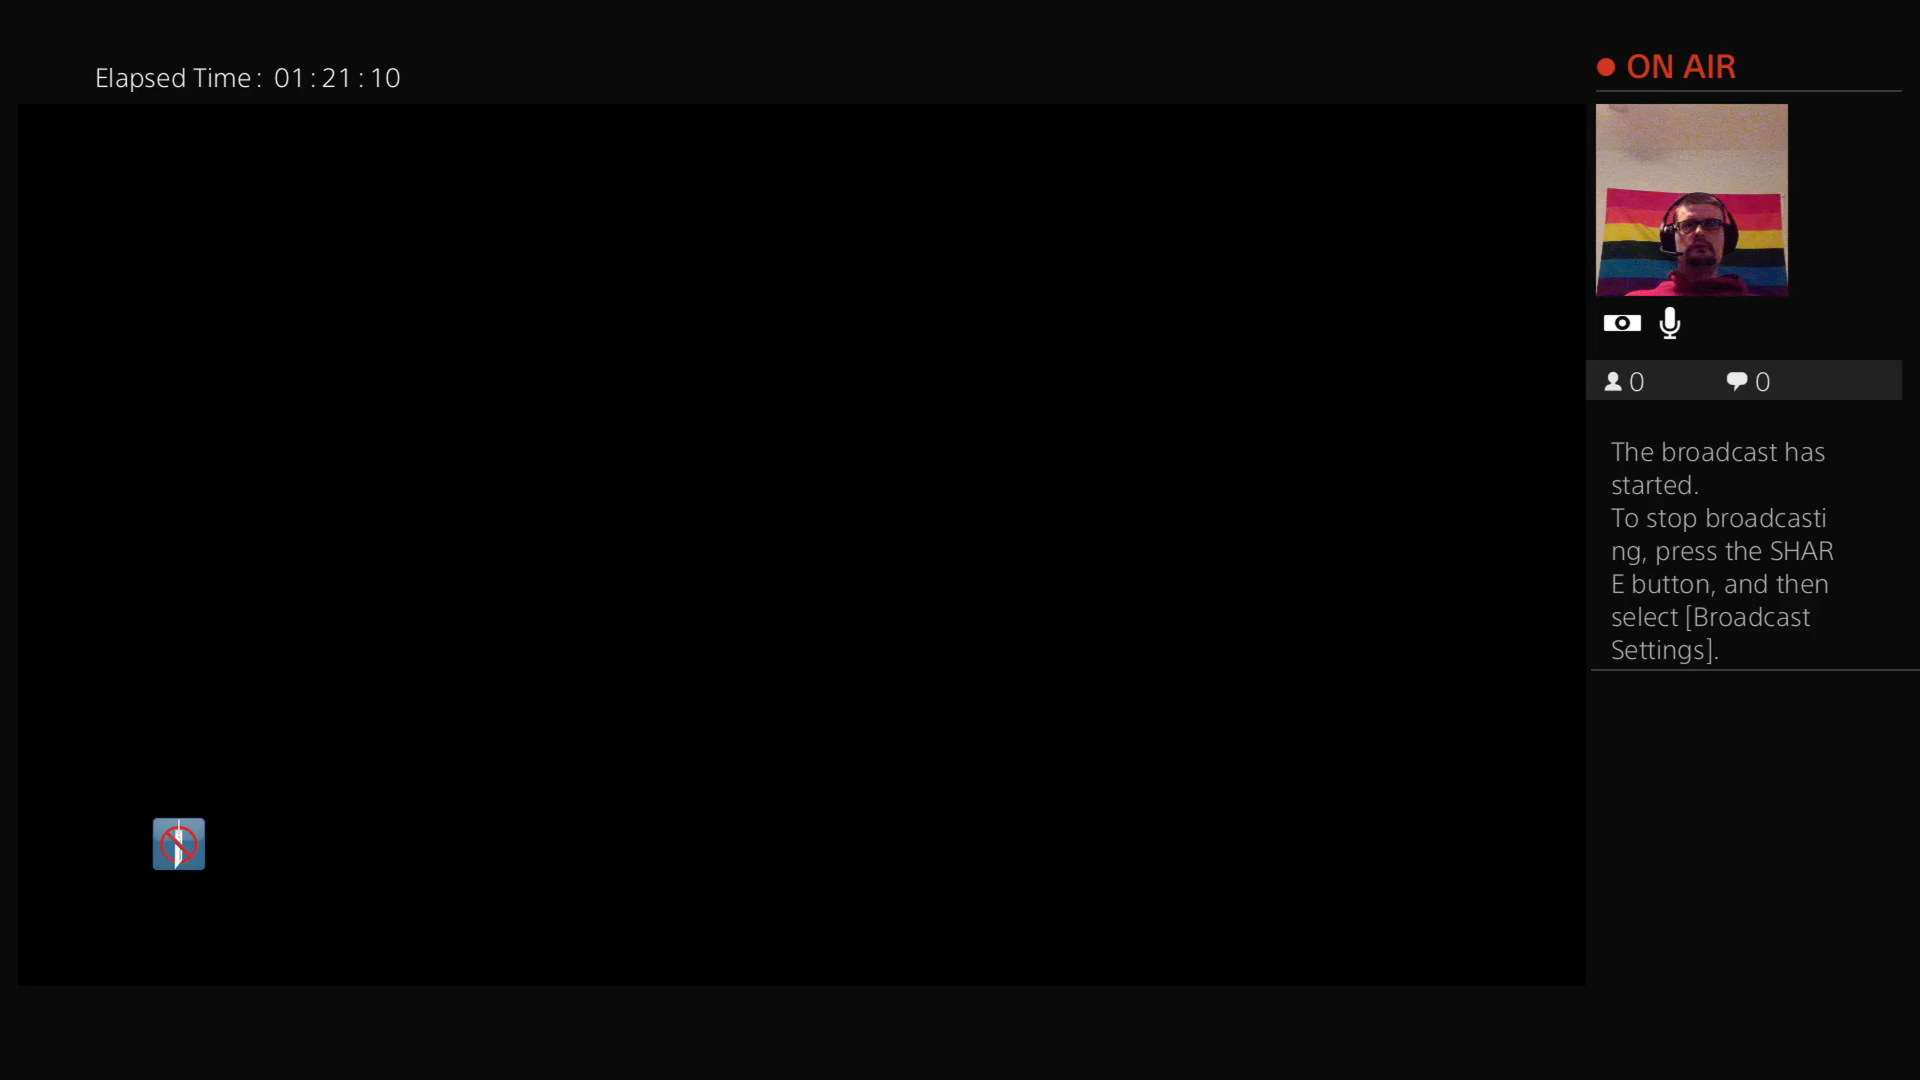 Elapsed Time: 01:21:10
ON AIR
0 0
The broadcast has
started.
To stop broadcasti
ng, press the SHAR
E button, and then
select [Broadcast
Settings].